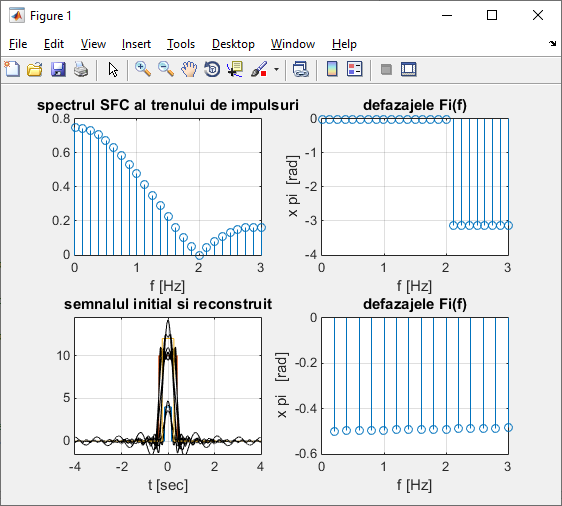 Figure 1
File Edit View Insert Tools Desktop Window Help
spectrul SFC al trenului de impulsuri
0.8
0.6
0.4
0.2
0
0 1 2 3
f [Hz]
defazajele Fi(f)
x pi [rad]
0
-1
-2
-3
-4
0 1 2 3
f [Hz]
semnalul initial si reconstruit
10
5
0
-4 -2 0 2 4
t [sec]
defazajele Fi(f)
x pi [rad]
0
-0.2
-0.4
-0.6
0 1 2 3
f [Hz]